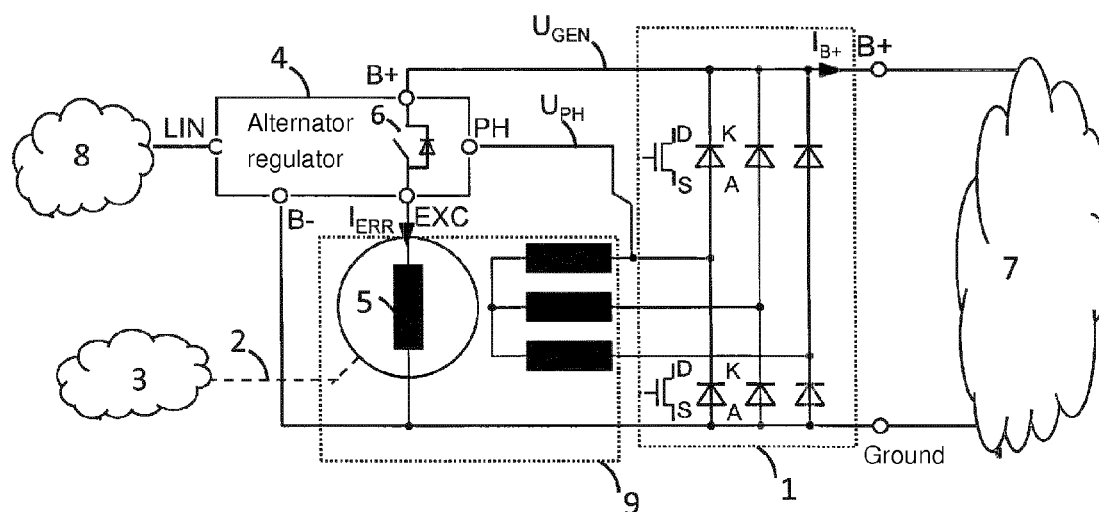 U_GEN
I_B+
B+
4
B+
LIN
Alternator
regulator
6
PH
U_PH
8
D
K
S
A
B-
I_ERR
EXC
5
7
2
3
D
K
S
A
Ground
9
1